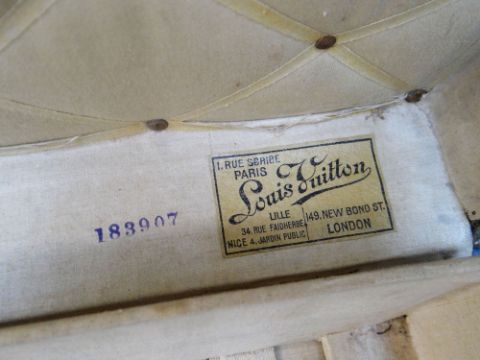 183907
1. RUE SCRIBE
PARIS
Louis Vuitton
LILLE
34. RUE FAIDHERBE
NICE 4. JARDIN PUBLIC
149. NEW BOND ST.
LONDON